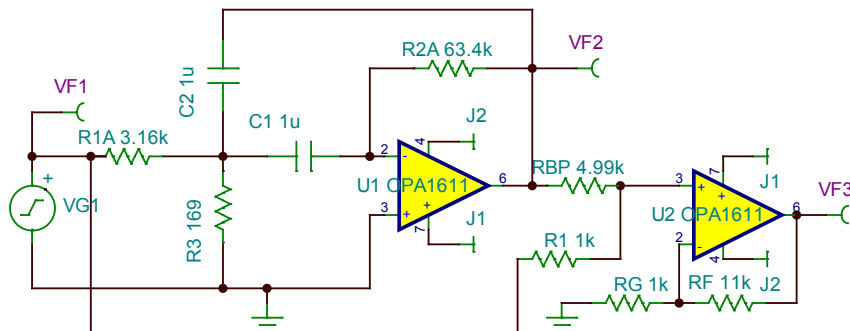 R2A 63.4k
VF2
C2 1u
VF1
C1 1u
J2
R1A 3.16k
2
4
-
U1 OPA1611
6
RBP 4.99k
7
J1
+
VG1
R3 169
3
+
+
7
J1
3
+
+
U2 OPA1611
6
VF3
R1 1k
2
-
4
J2
RG 1k
RF 11k